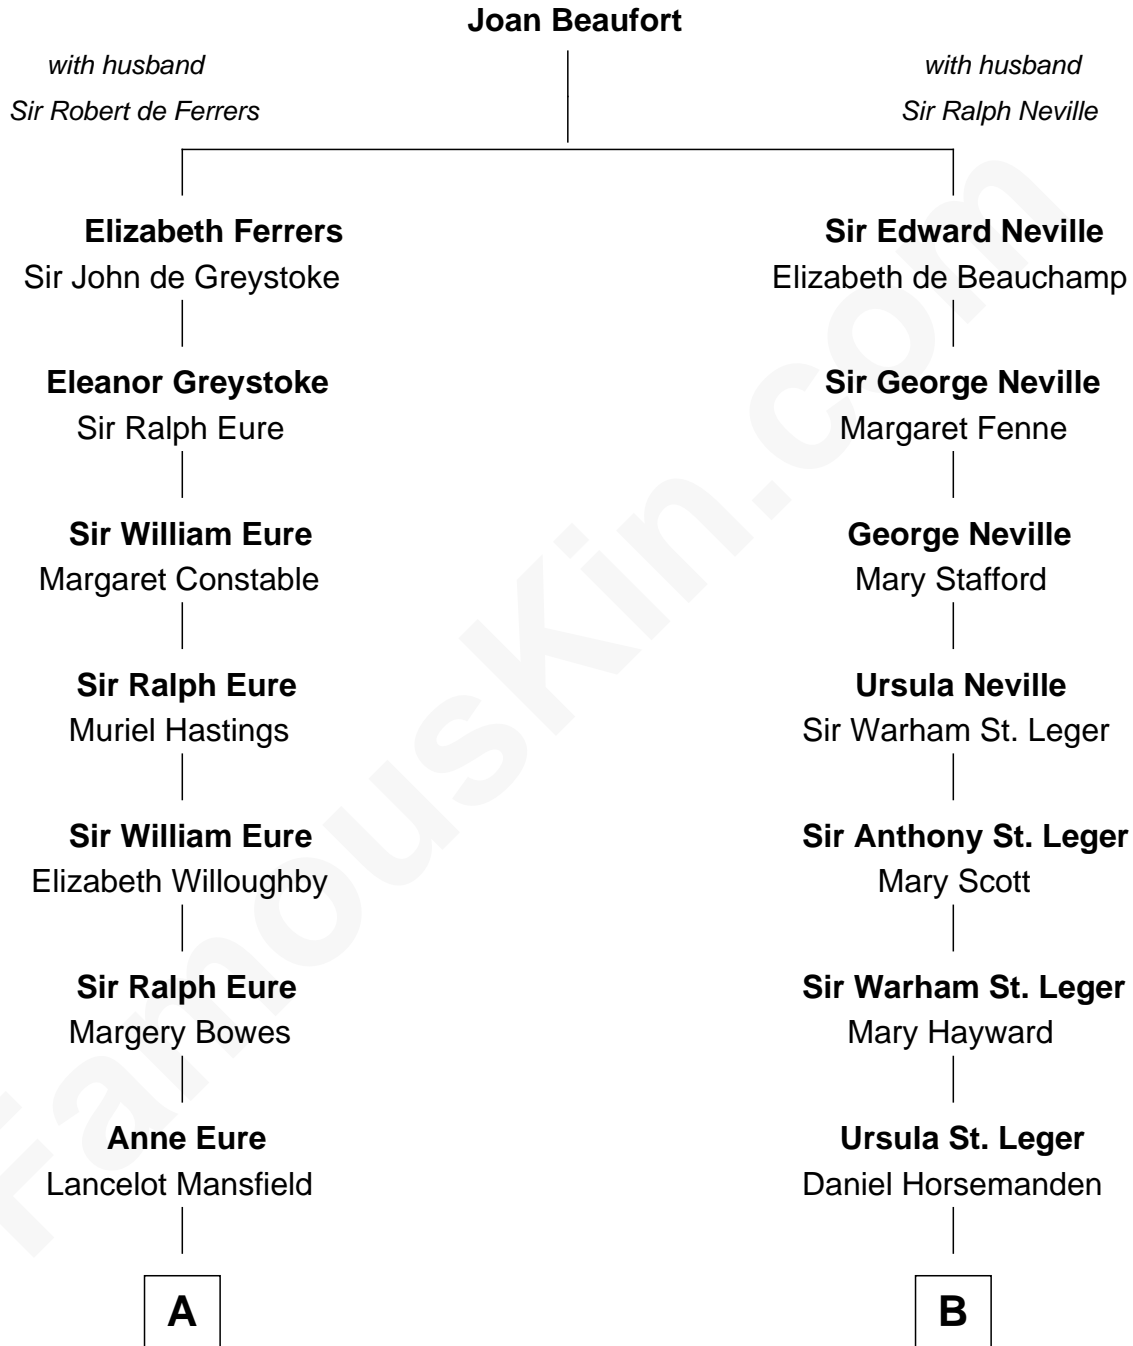 Joan Beaufort
with husband
Sir Robert de Ferrers
with husband
Sir Ralph Neville
Elizabeth Ferrers
Sir John de Greystoke
Sir Edward Neville
Elizabeth de Beauchamp
Eleanor Greystoke
Sir Ralph Eure
Sir George Neville
Margaret Fenne
Sir William Eure
Margaret Constable
George Neville
Mary Stafford
Sir Ralph Eure
Muriel Hastings
Ursula Neville
Sir Warham St. Leger
Sir William Eure
Elizabeth Willoughby
Sir Anthony St. Leger
Mary Scott
Sir Ralph Eure
Margery Bowes
Sir Warham St. Leger
Mary Hayward
Anne Eure
Lancelot Mansfield
Ursula St. Leger
Daniel Horsemanden
A
B
FamousKin.com